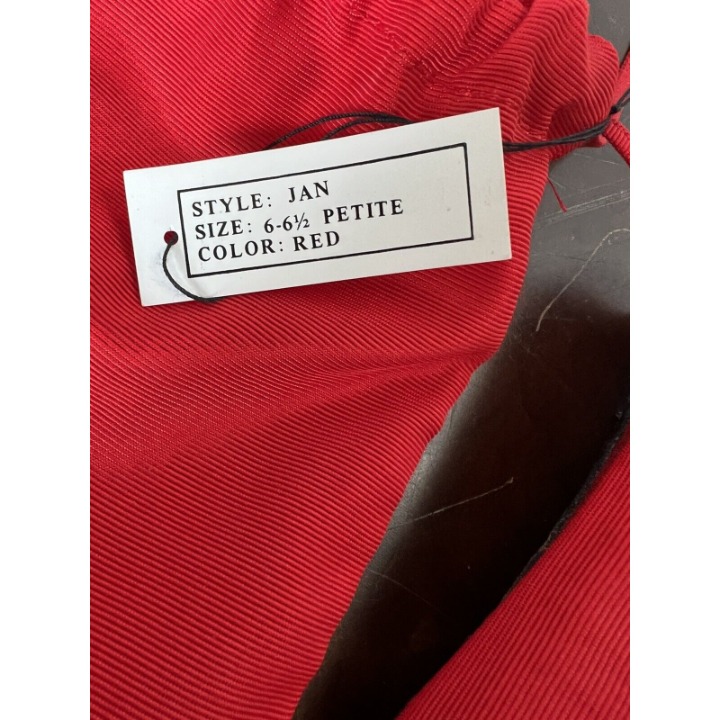 STYLE: JAN
SIZE: 6-6½ PETITE
COLOR: RED